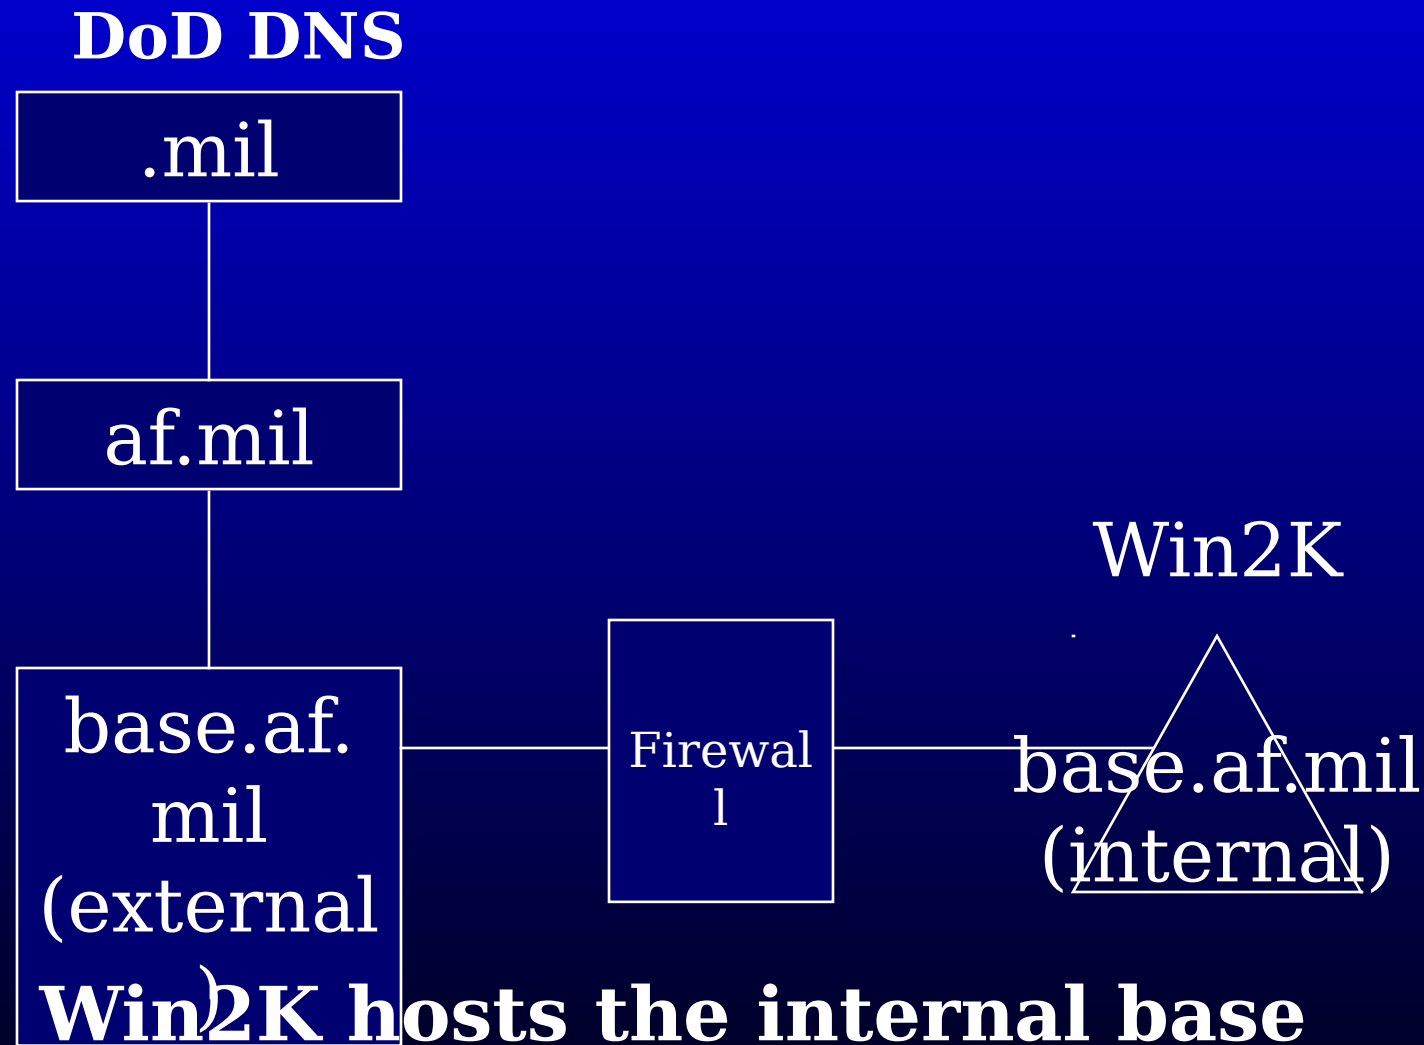 DoD DNS
.mil
af.mil
Win2K
base.af.
mil
(external
)
Firewal
l
base.af.mil
(internal)
Win2K hosts the internal base